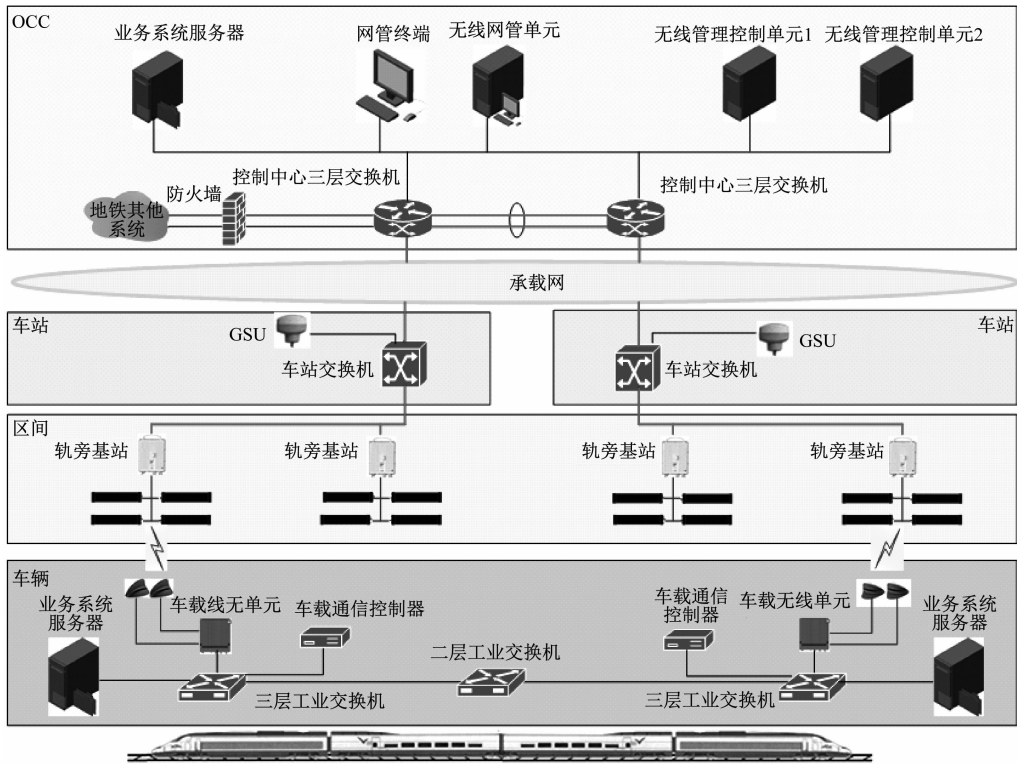 OCC
业务系统服务器
网管终端
无线网管单元
无线管理控制单元1
无线管理控制单元2
控制中心三层交换机
控制中心三层交换机
防火墙
地铁其他
系统
承载网
车站
GSU
车站交换机
车站
GSU
车站交换机
区间
轨旁基站
轨旁基站
轨旁基站
轨旁基站
车辆
业务系统
服务器
车载线无单元
车载通信控制器
三层工业交换机
二层工业交换机
车载通信
控制器
车载无线单元
三层工业交换机
业务系统
服务器